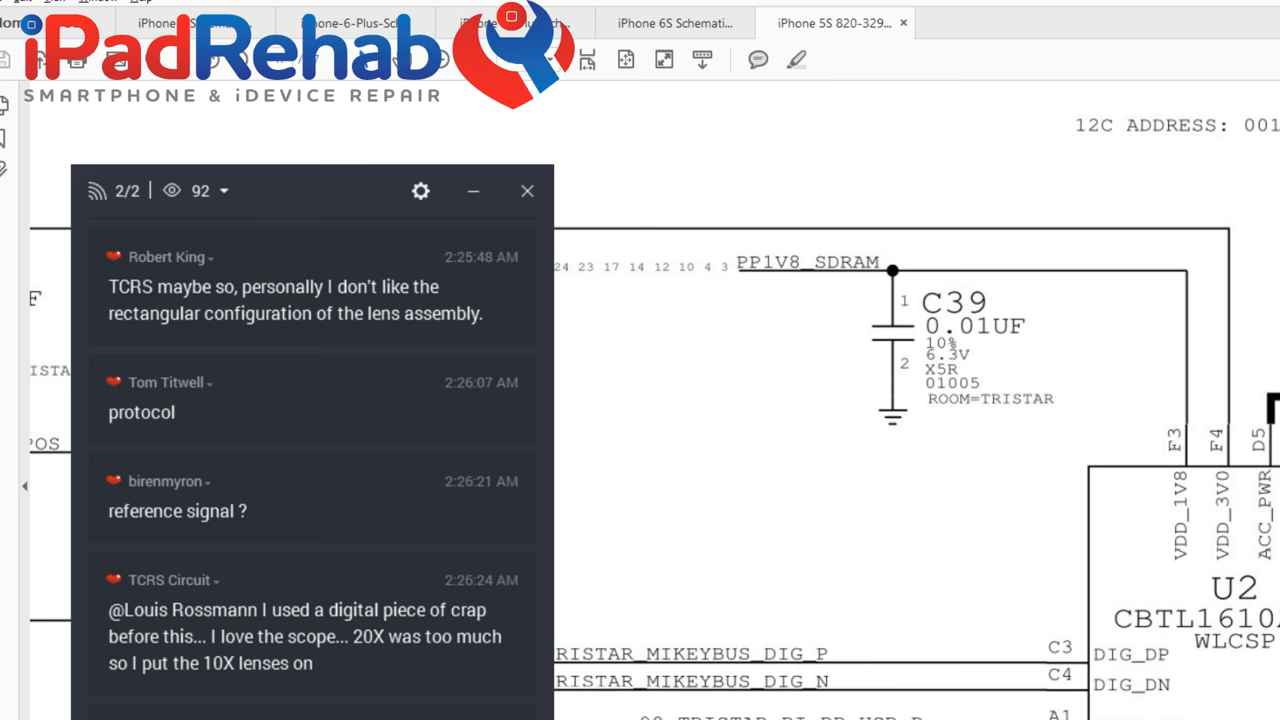 iPhone 6S Schemati...
iPhone 5S 820-329...
iPadRehab
SMARTPHONE & iDEVICE REPAIR
12C ADDRESS: 001
2/2
92
Robert King
2:25:48 AM
TCRS maybe so, personally I don't like the
rectangular configuration of the lens assembly.
Tom Titwell
2:26:07 AM
protocol
birenmyron
2:26:21 AM
reference signal ?
TCRS Circuit
2:26:24 AM
@Louis Rossmann I used a digital piece of crap
before this... I love the scope... 20X was too much
so I put the 10X lenses on
24 23 17 14 12 10 4 3
PP1V8_SDRAM
1
C39
0.01UF
10%
6.3V
X5R
01005
ROOM=TRISTAR
2
F
ISTA
POS
F3
F4
D5
VDD_1V8
VDD_3V0
ACC_PWR
U2
CBTL1610A
WLCSP
RISTAR_MIKEYBUS_DIG_P
C3
DIG_DP
RISTAR_MIKEYBUS_DIG_N
C4
DIG_DN
A1